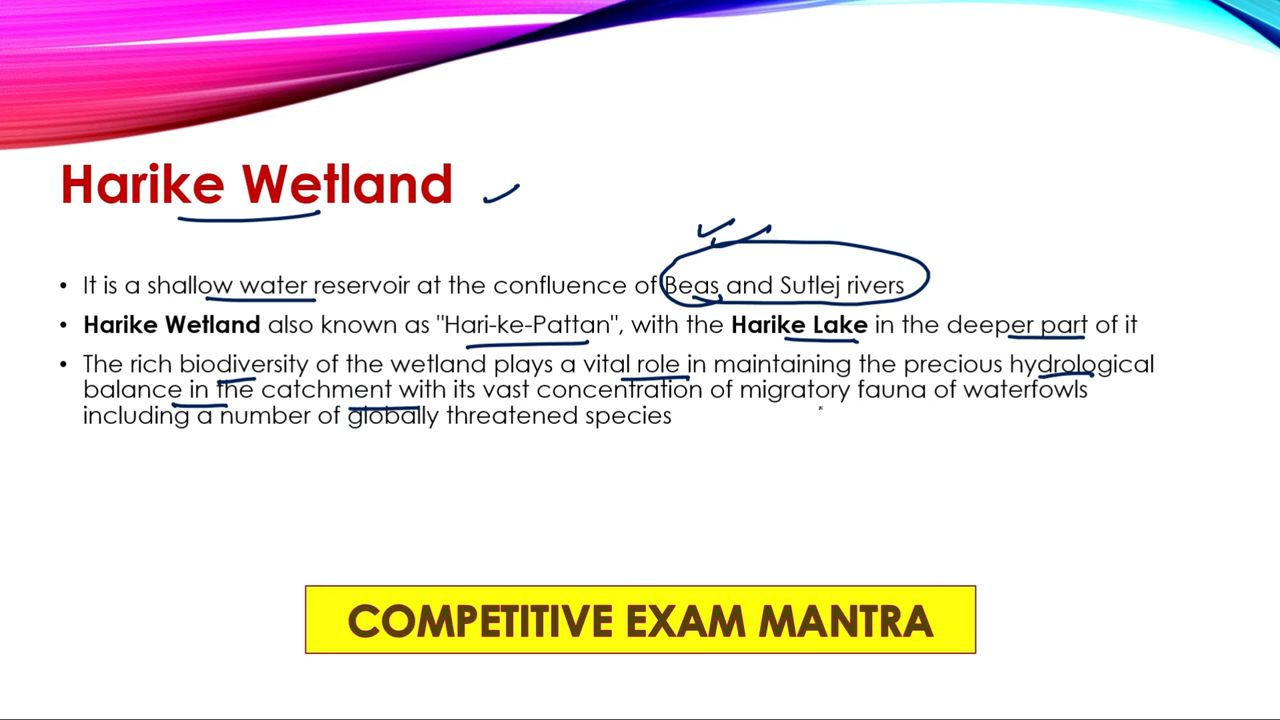 Harike Wetland
• It is a shallow water reservoir at the confluence of Beas and Sutlej rivers
• Harike Wetland also known as "Hari-ke-Pattan", with the Harike Lake in the deeper part of it
• The rich biodiversity of the wetland plays a vital role in maintaining the precious hydrological
balance in the catchment with its vast concentration of migratory fauna of waterfowls
including a number of globally threatened species
COMPETITIVE EXAM MANTRA